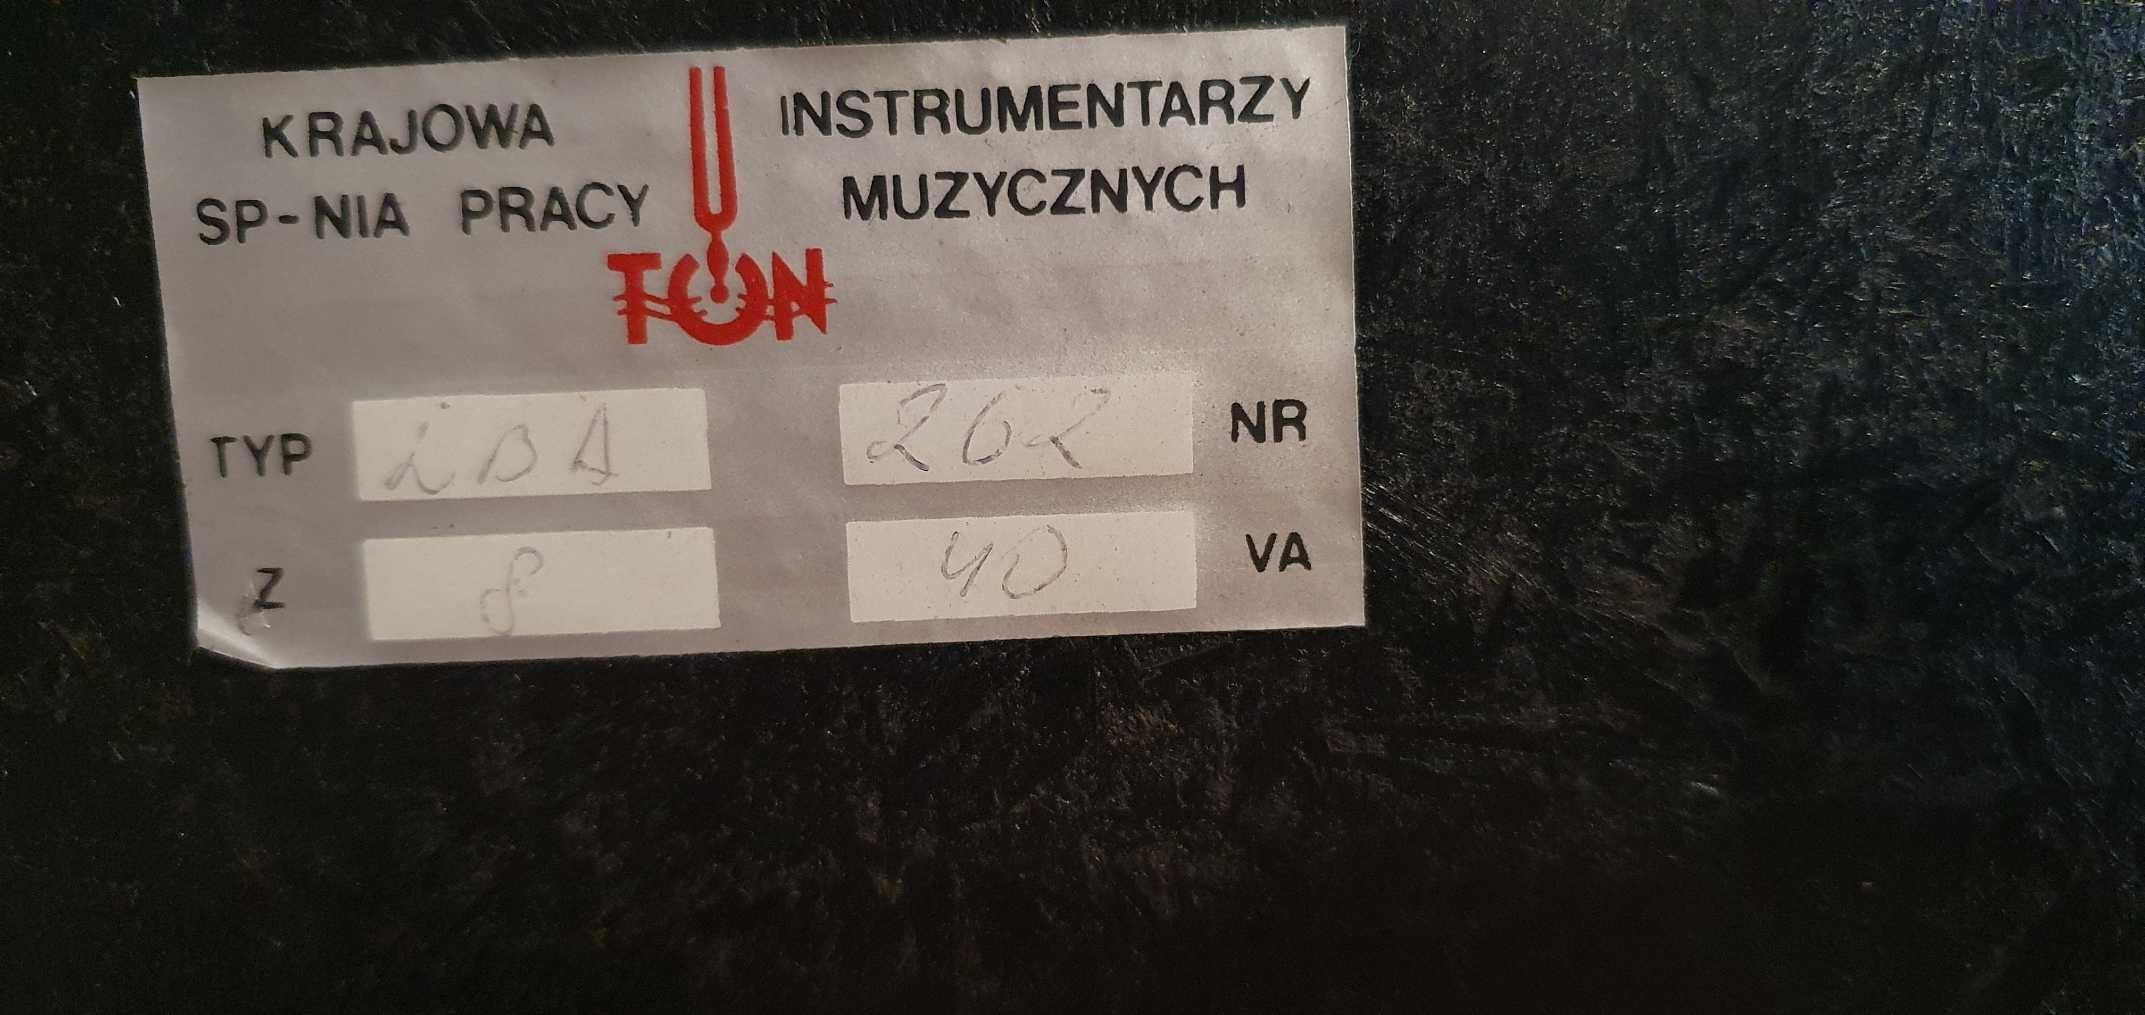 KRAJOWA INSTRUMENTARZY
SP-NIA PRACY MUZYCZNYCH
TON
TYP 262 NR
Z 8 40 VA